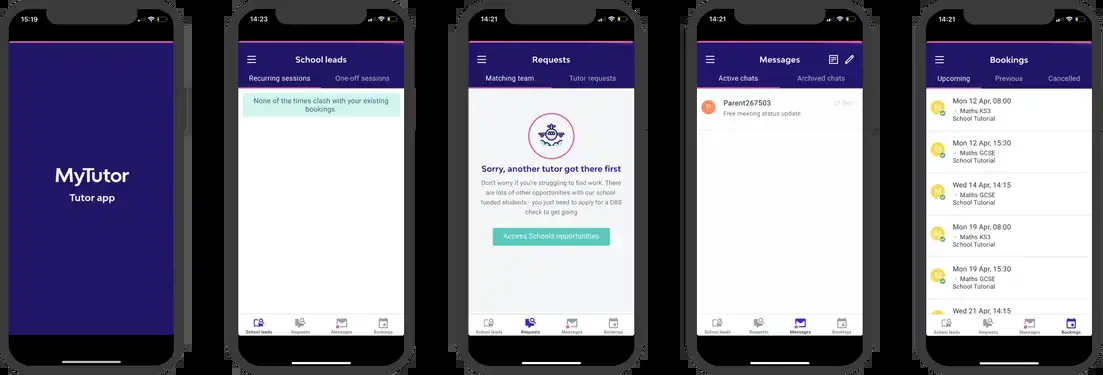 15:19
MyTutor
Tutor app
14:23
School leads
Recurring sessions
One-off sessions
None of the times clash with your existing
bookings
School leads
Requests
Messages
Bookings
14:21
Requests
Matching team
Tutor requests
Sorry, another tutor got there first
Don't worry if you're struggling to find work. There
are lots of other opportunities with our school
funded students - you just need to apply for a DBS
check to get going
Access Schools opportunities
School leads
Requests
Messages
Bookings
14:21
Messages
Active chats
Archived chats
P
Parent267503
Free meeting status update
School leads
Requests
Messages
Bookings
14:21
Bookings
Upcoming
Previous
Cancelled
M
Mon 12 Apr, 08:00
· Maths KS3
School Tutorial
M
Mon 12 Apr, 15:30
· Maths GCSE
School Tutorial
M
Wed 14 Apr, 14:15
· Maths KS3
School Tutorial
M
Mon 19 Apr, 08:00
· Maths KS3
School Tutorial
M
Mon 19 Apr, 15:30
· Maths GCSE
School Tutorial
Wed 21 Apr, 14:15
School leads
Requests
Messages
Bookings